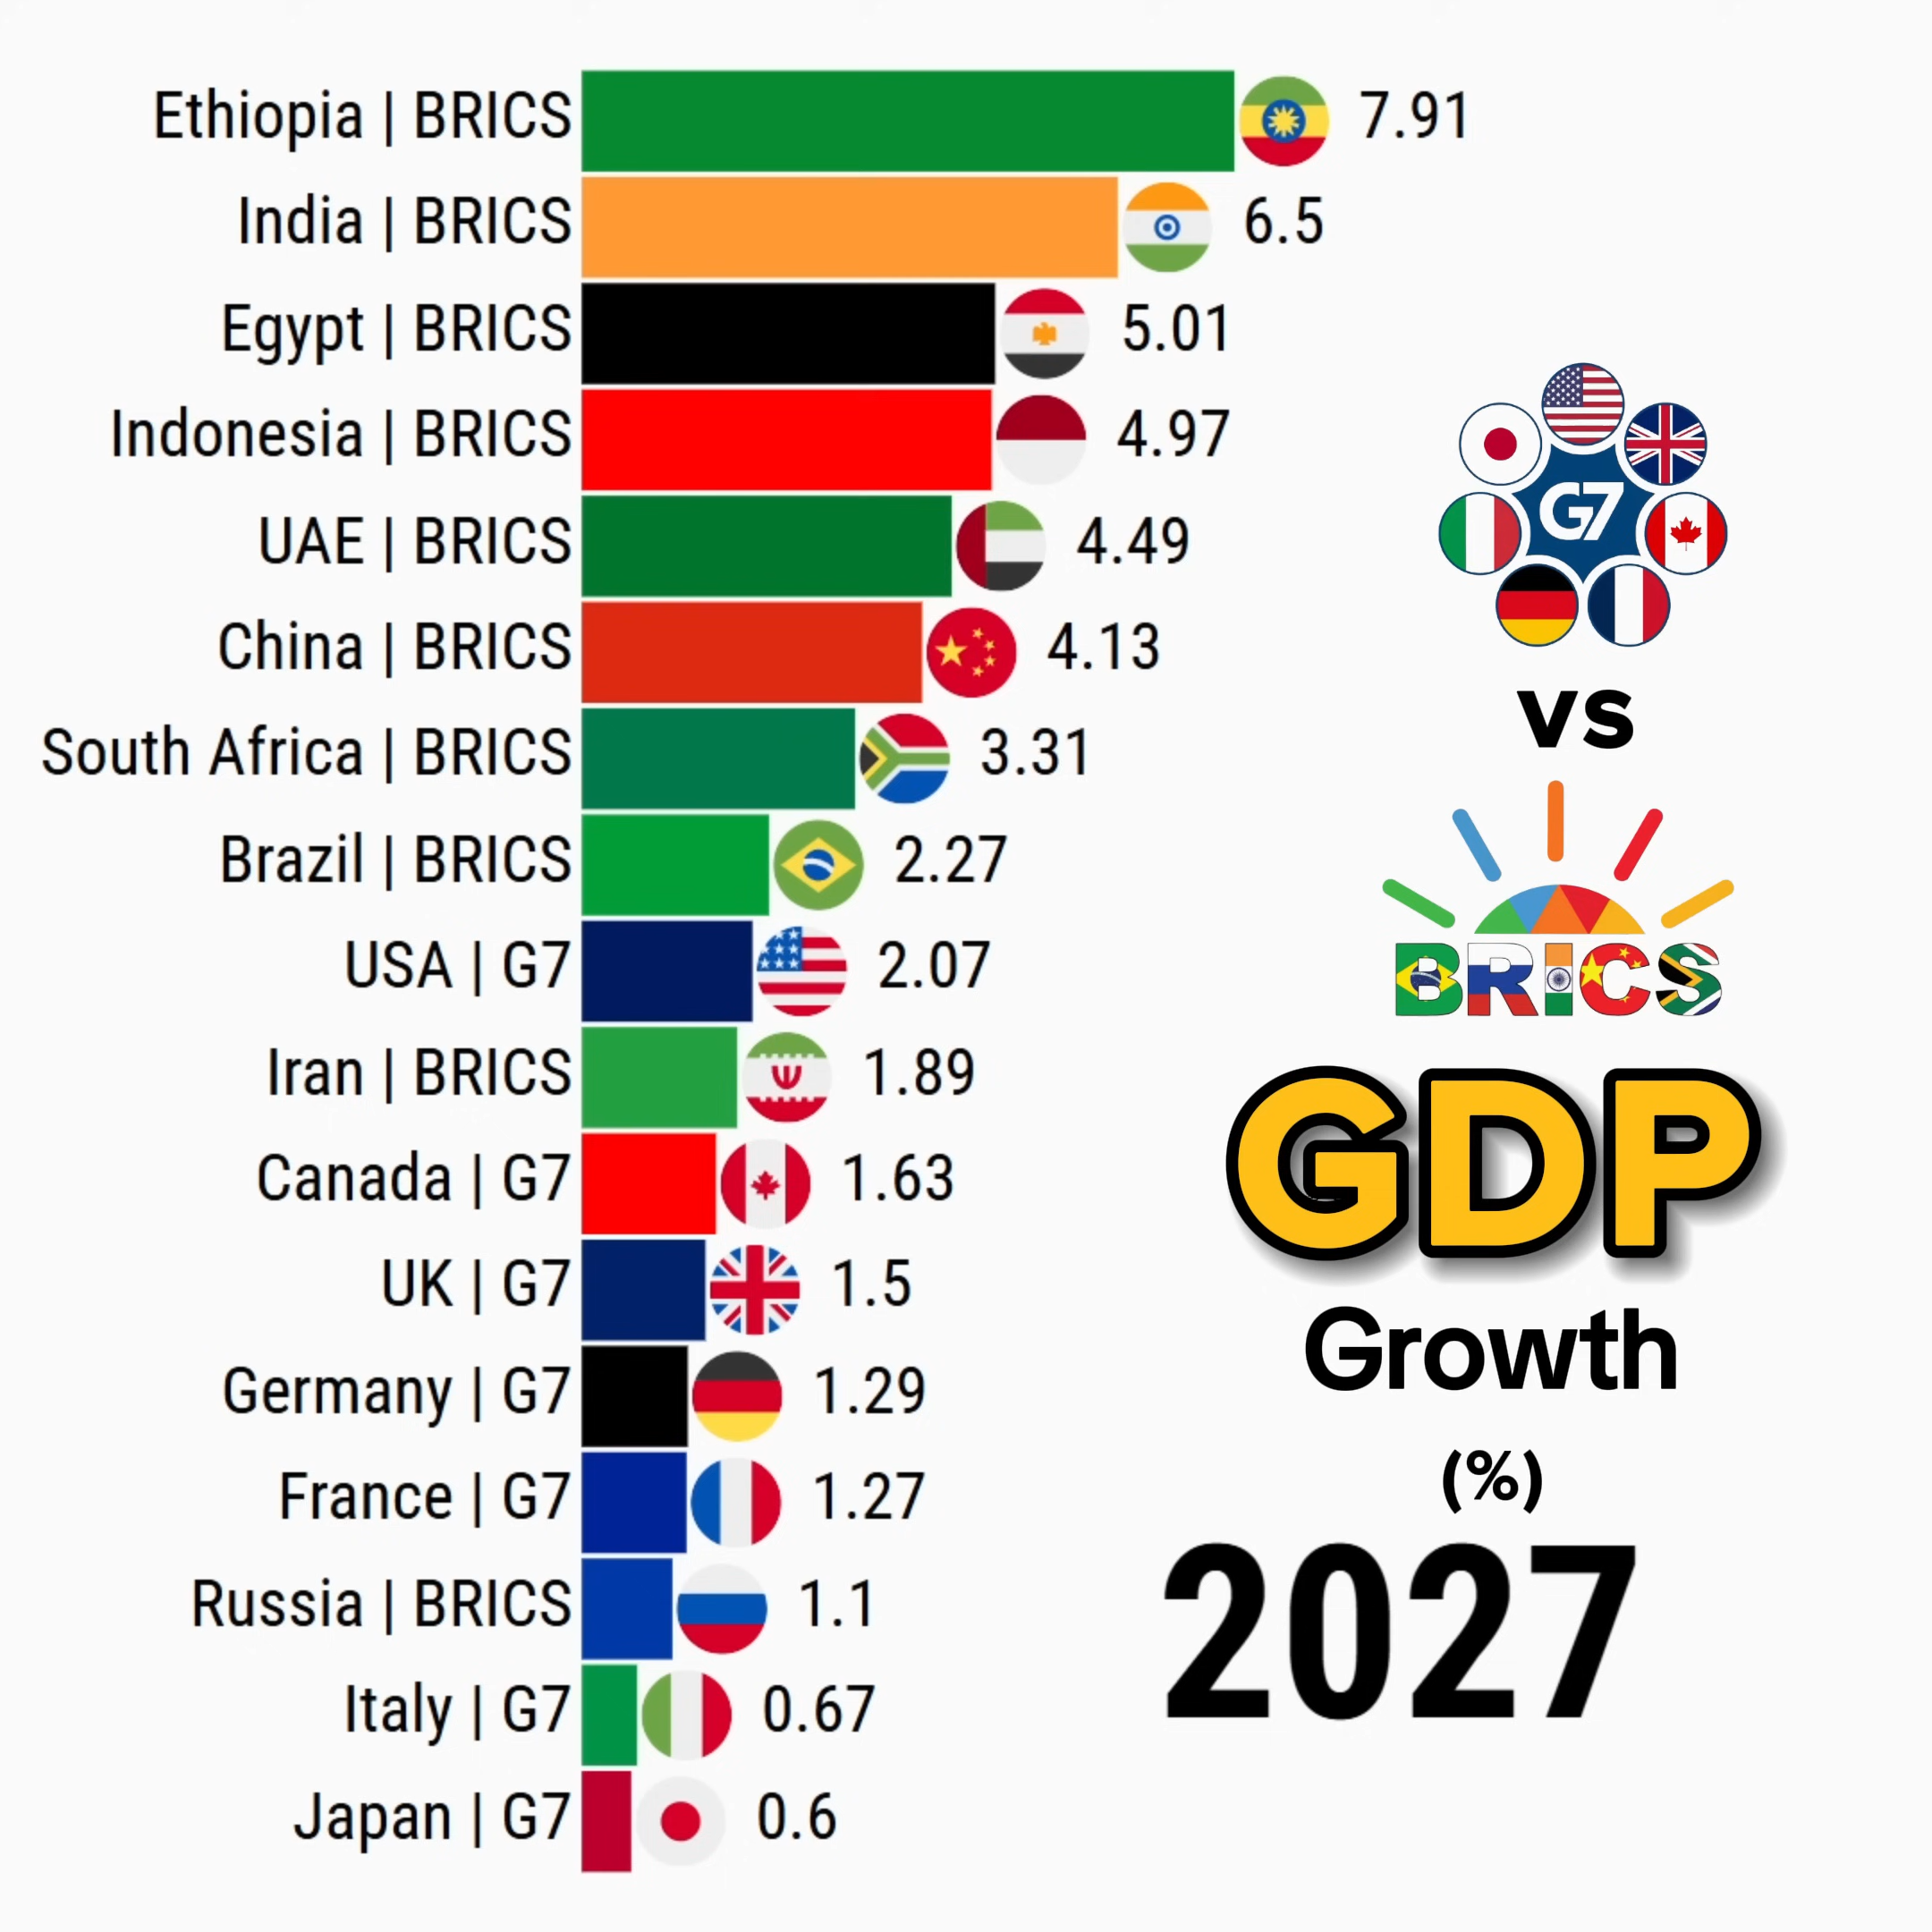 Ethiopia | BRICS 7.91
India | BRICS 6.5
Egypt | BRICS 5.01
Indonesia | BRICS 4.97
UAE | BRICS 4.49
China | BRICS 4.13
South Africa | BRICS 3.31
Brazil | BRICS 2.27
USA | G7 2.07
Iran | BRICS 1.89
Canada | G7 1.63
UK | G7 1.5
Germany | G7 1.29
France | G7 1.27
Russia | BRICS 1.1
Italy | G7 0.67
Japan | G7 0.6
G7
vs
BRICS
GDP
Growth
(%)
2027